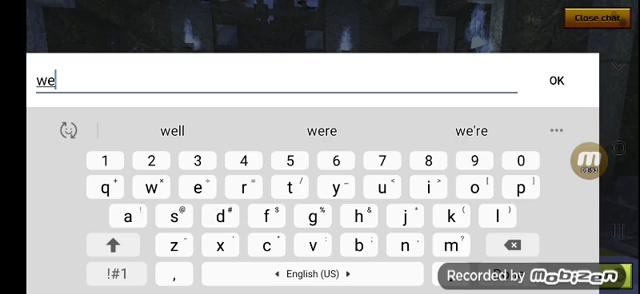 Close chat
we
OK
well were we're
1 2 3 4 5 6 7 8 9 0
q w e r t y u i o p
a s d f g h j k l
z x c v b n m
!#1 , English (US)
Recorded by Mobizen